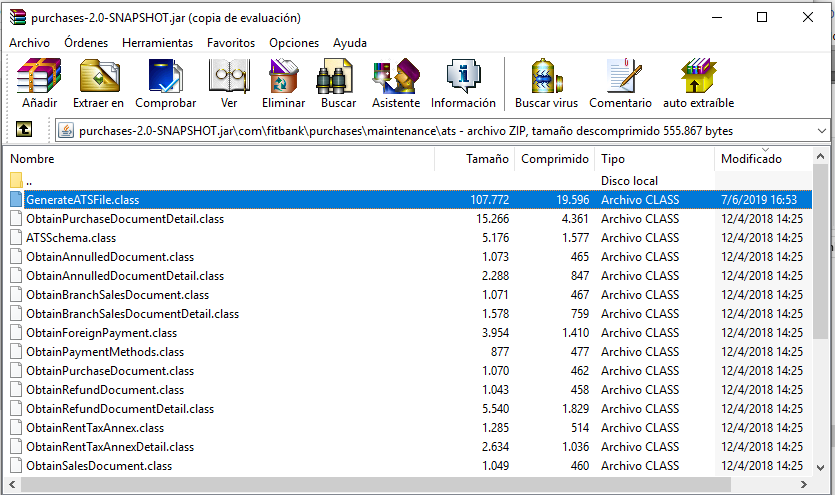 purchases-2.0-SNAPSHOT.jar (copia de evaluación)
Archivo Órdenes Herramientas Favoritos Opciones Ayuda
Añadir Extraer en Comprobar Ver Eliminar Buscar Asistente Información Buscar virus Comentario auto extraíble
purchases-2.0-SNAPSHOT.jar\com\fitbank\purchases\maintenance\ats - archivo ZIP, tamaño descomprimido 555.867 bytes
Nombre Tamaño Comprimido Tipo Modificado
.. Disco local
GenerateATSFile.class 107.772 19.596 Archivo CLASS 7/6/2019 16:53
ObtainPurchaseDocumentDetail.class 15.266 4.361 Archivo CLASS 12/4/2018 14:25
ATSSchema.class 5.176 1.577 Archivo CLASS 12/4/2018 14:25
ObtainAnnulledDocument.class 1.073 465 Archivo CLASS 12/4/2018 14:25
ObtainAnnulledDocumentDetail.class 2.288 847 Archivo CLASS 12/4/2018 14:25
ObtainBranchSalesDocument.class 1.071 467 Archivo CLASS 12/4/2018 14:25
ObtainBranchSalesDocumentDetail.class 1.578 759 Archivo CLASS 12/4/2018 14:25
ObtainForeignPayment.class 3.954 1.410 Archivo CLASS 12/4/2018 14:25
ObtainPaymentMethods.class 877 477 Archivo CLASS 12/4/2018 14:25
ObtainPurchaseDocument.class 1.070 462 Archivo CLASS 12/4/2018 14:25
ObtainRefundDocument.class 1.043 458 Archivo CLASS 12/4/2018 14:25
ObtainRefundDocumentDetail.class 5.540 1.829 Archivo CLASS 12/4/2018 14:25
ObtainRentTaxAnnex.class 1.285 514 Archivo CLASS 12/4/2018 14:25
ObtainRentTaxAnnexDetail.class 2.634 1.036 Archivo CLASS 12/4/2018 14:25
ObtainSalesDocument.class 1.049 460 Archivo CLASS 12/4/2018 14:25